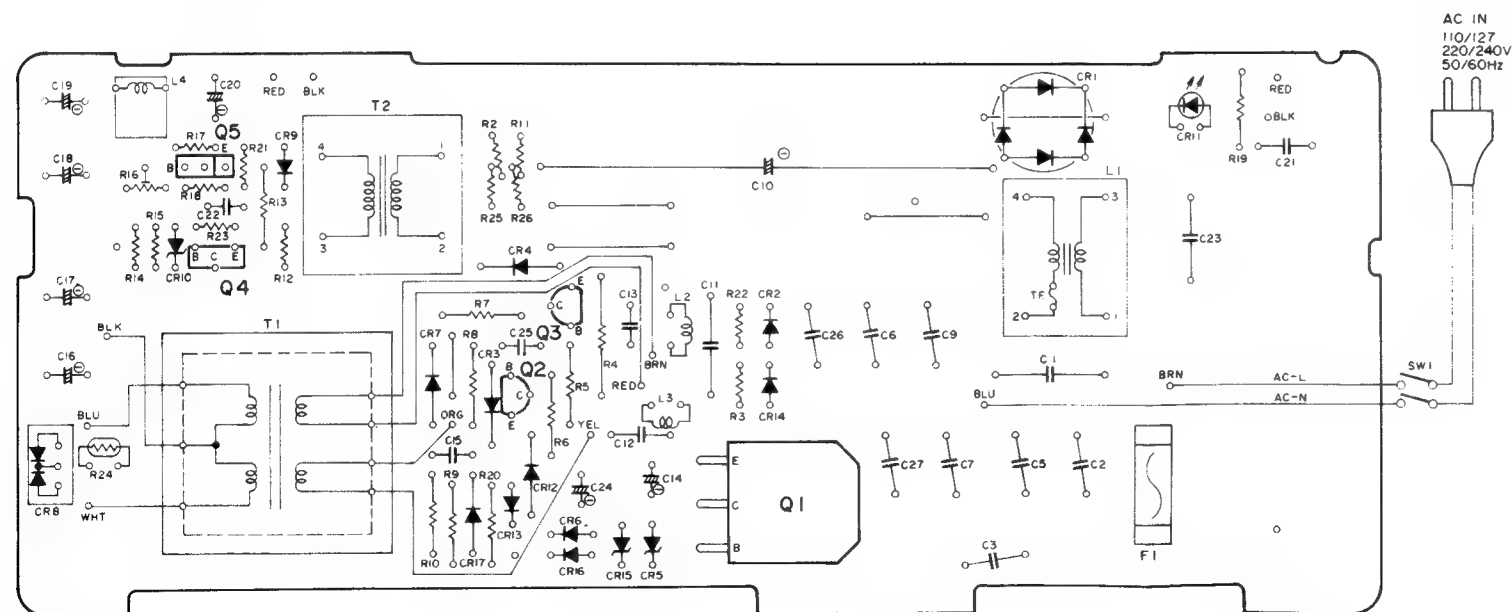 AC IN
110/127
220/240V
50/60Hz
C19
L4
C20
RED
BLK
T2
CR1
CR11
R19
RED
BLK
C21
R17
Q5
E
R21
CR9
B
C18
R16
R18
R13
C22
R15
R23
R14
CR10
B
C
E
R12
Q4
4
1
3
2
R2
R11
R25
R26
C10
L1
4
3
2
1
C23
CR4
C17
BLK
T1
R7
E
C
B
Q3
C13
L2
C11
R22
CR2
C26
C6
C9
CR7
R8
C25
CR3
B
Q2
C
E
R4
BRN
RED
R5
R3
CR14
C1
BRN
AC-L
SW1
BLU
AC-N
C16
BLU
R24
CR8
WHT
ORG
C15
R6
YEL
L3
C12
R9
R20
CR12
C24
C14
E
C
B
Q1
C27
C7
C5
C2
R10
CR17
CR13
CR6
CR16
CR15
CR5
C3
F1